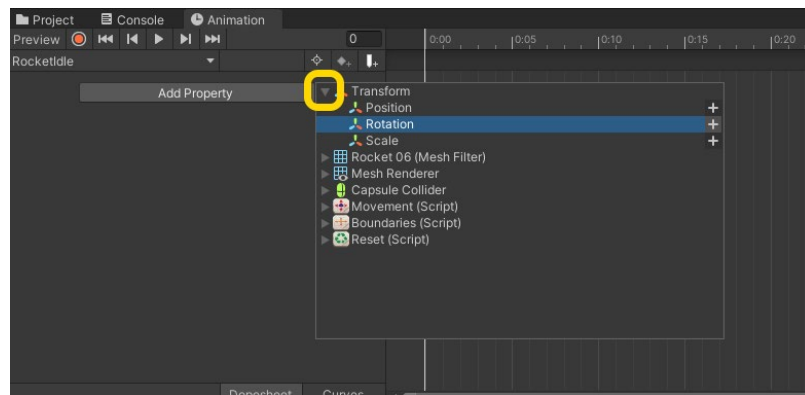 Project Console Animation
Preview 0 0:00 0:05 0:10 0:15 0:20
RocketIdle
Add Property
Transform
Position
Rotation
Scale
Rocket 06 (Mesh Filter)
Mesh Renderer
Capsule Collider
Movement (Script)
Boundaries (Script)
Reset (Script)
Dopesheet Curves